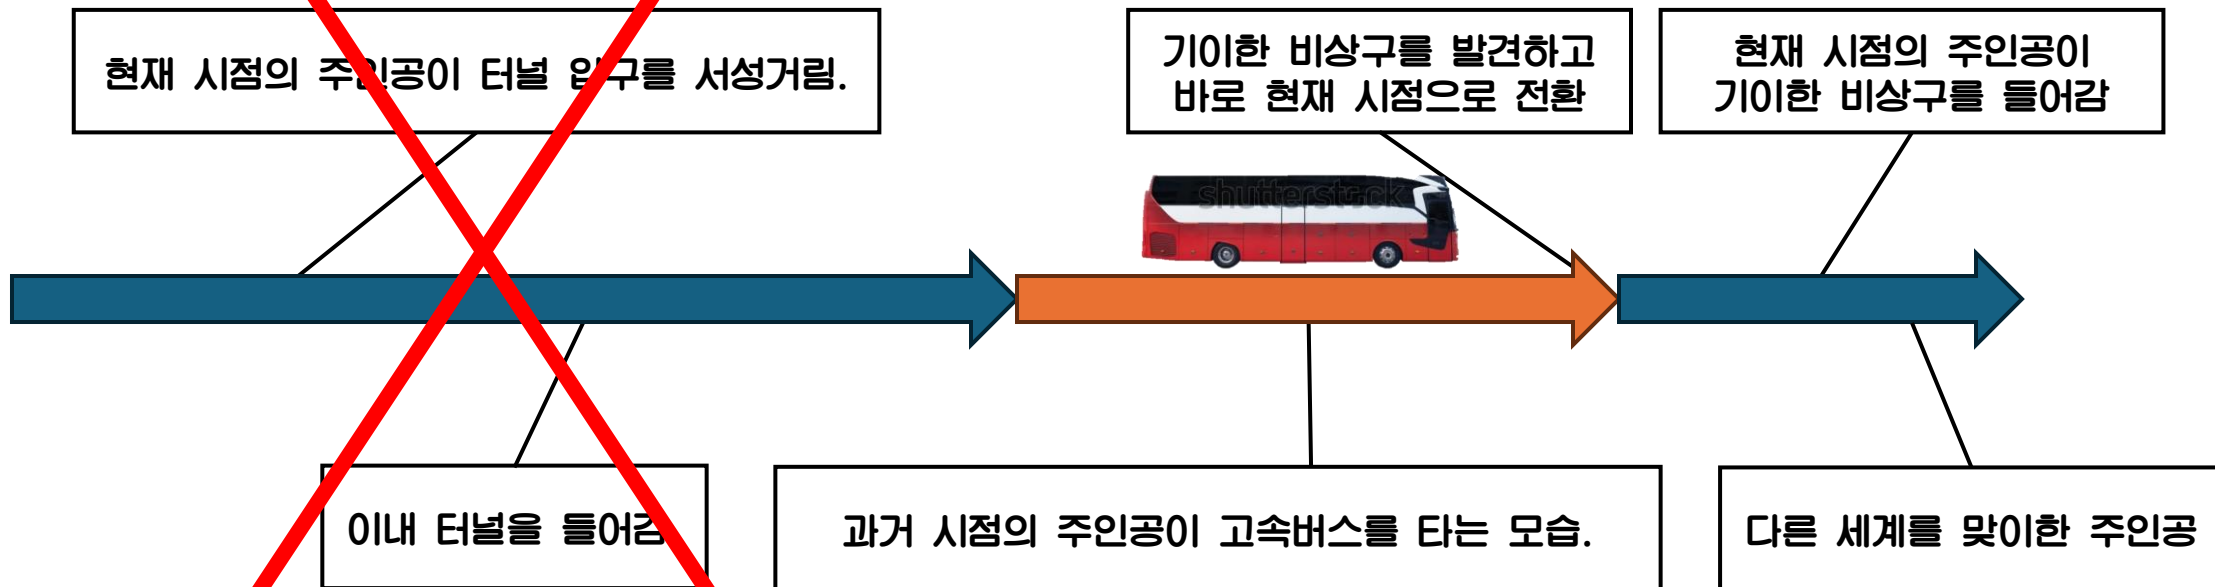 현재 시점의 주인공이 터널 입구를 서성거림.
기이한 비상구를 발견하고
바로 현재 시점으로 전환
현재 시점의 주인공이
기이한 비상구를 들어감
shutterstock
이내 터널을 들어감
과거 시점의 주인공이 고속버스를 타는 모습.
다른 세계를 맞이한 주인공